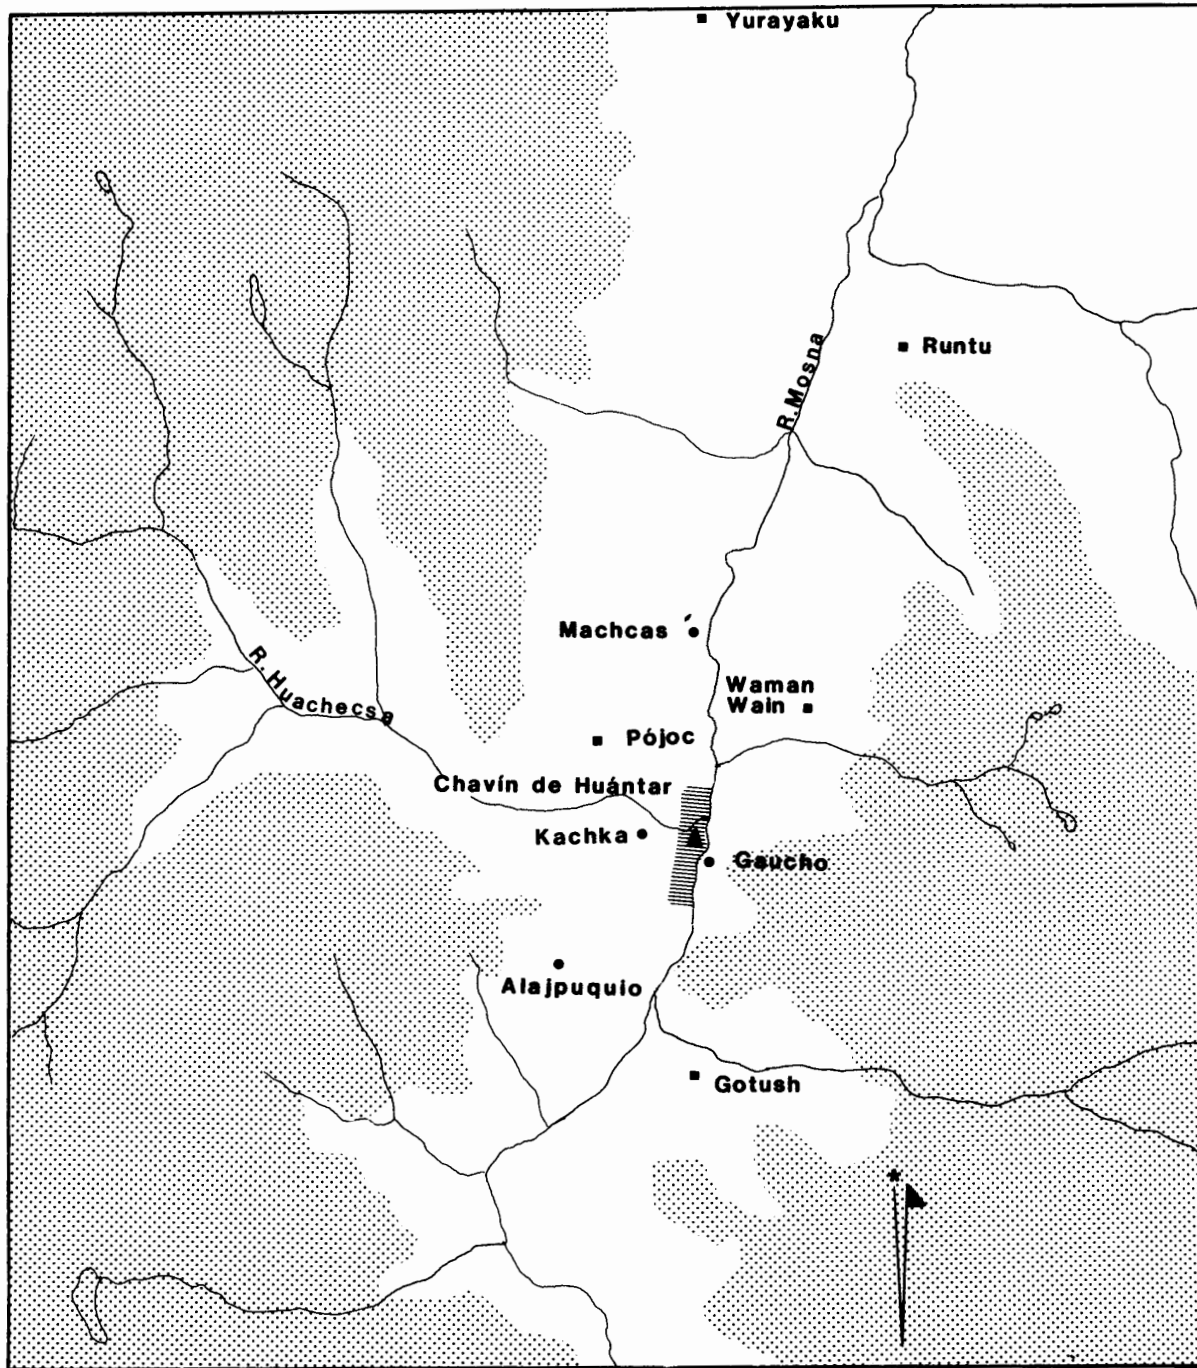 Yurayaku
Runtu
R.Mosna
Machcas
Waman
Wain
R.Huachecsa
Pójoc
Chavín de Huántar
Kachka
Gaucho
Alajpuquio
Gotush